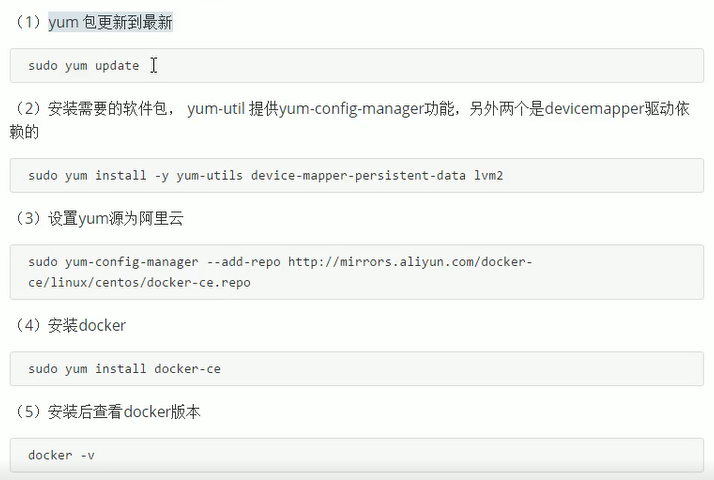 （1）yum 包更新到最新
sudo yum update
（2）安装需要的软件包， yum-util 提供yum-config-manager功能，另外两个是devicemapper驱动依
赖的
sudo yum install -y yum-utils device-mapper-persistent-data lvm2
（3）设置yum源为阿里云
sudo yum-config-manager --add-repo http://mirrors.aliyun.com/docker-
ce/linux/centos/docker-ce.repo
（4）安装docker
sudo yum install docker-ce
（5）安装后查看docker版本
docker -v